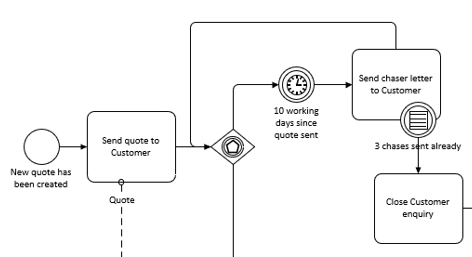 Send chaser letter
to Customer
10 working
days since
quote sent
Send quote to
Customer
3 chases sent already
New quote has
been created
Quote
Close Customer
enquiry